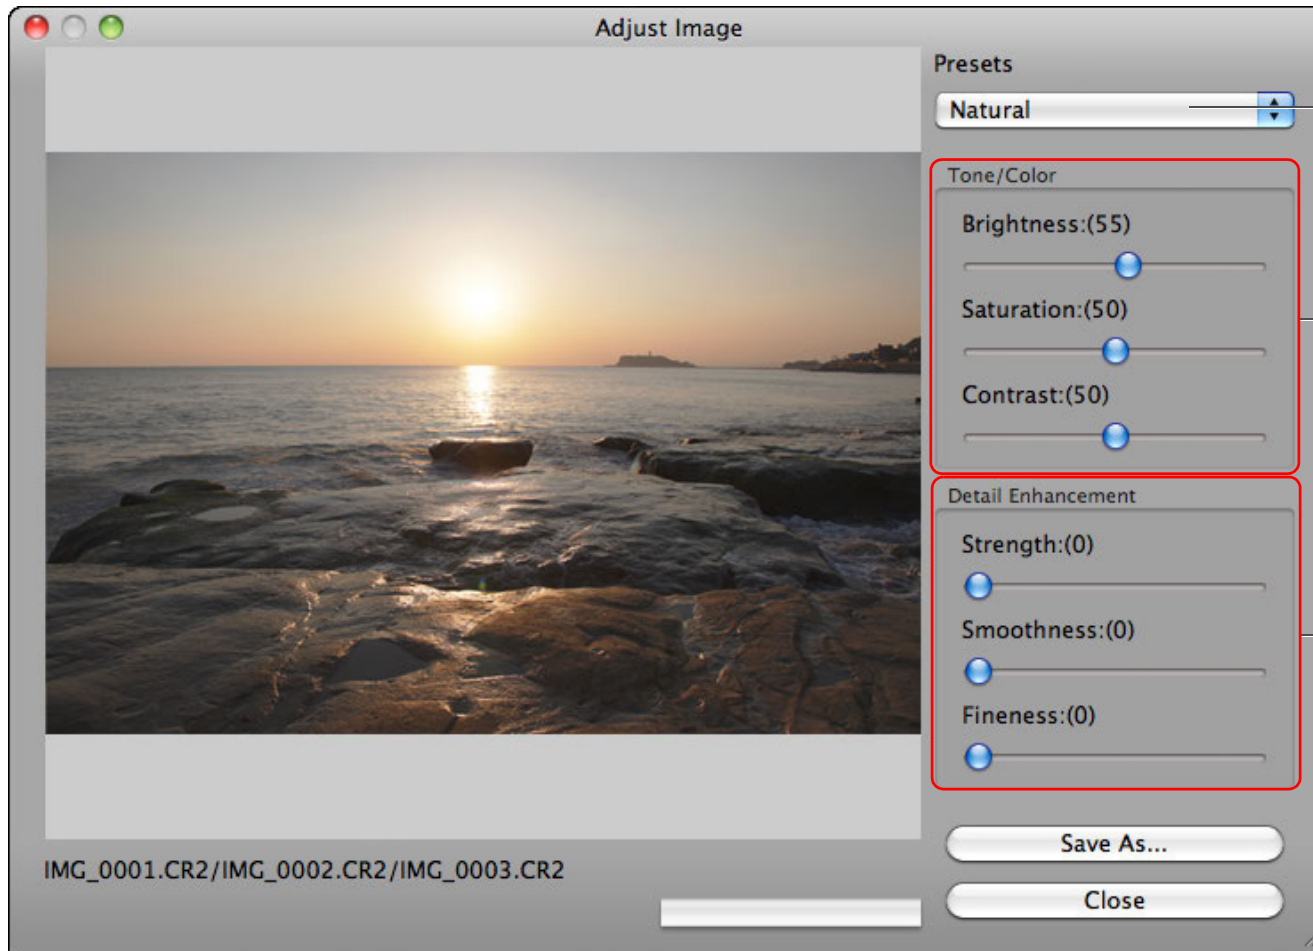 Adjust Image
Presets
Natural
Tone/Color
Brightness:(55)
Saturation:(50)
Contrast:(50)
Detail Enhancement
Strength:(0)
Smoothness:(0)
Fineness:(0)
Save As...
Close
IMG_0001.CR2/IMG_0002.CR2/IMG_0003.CR2